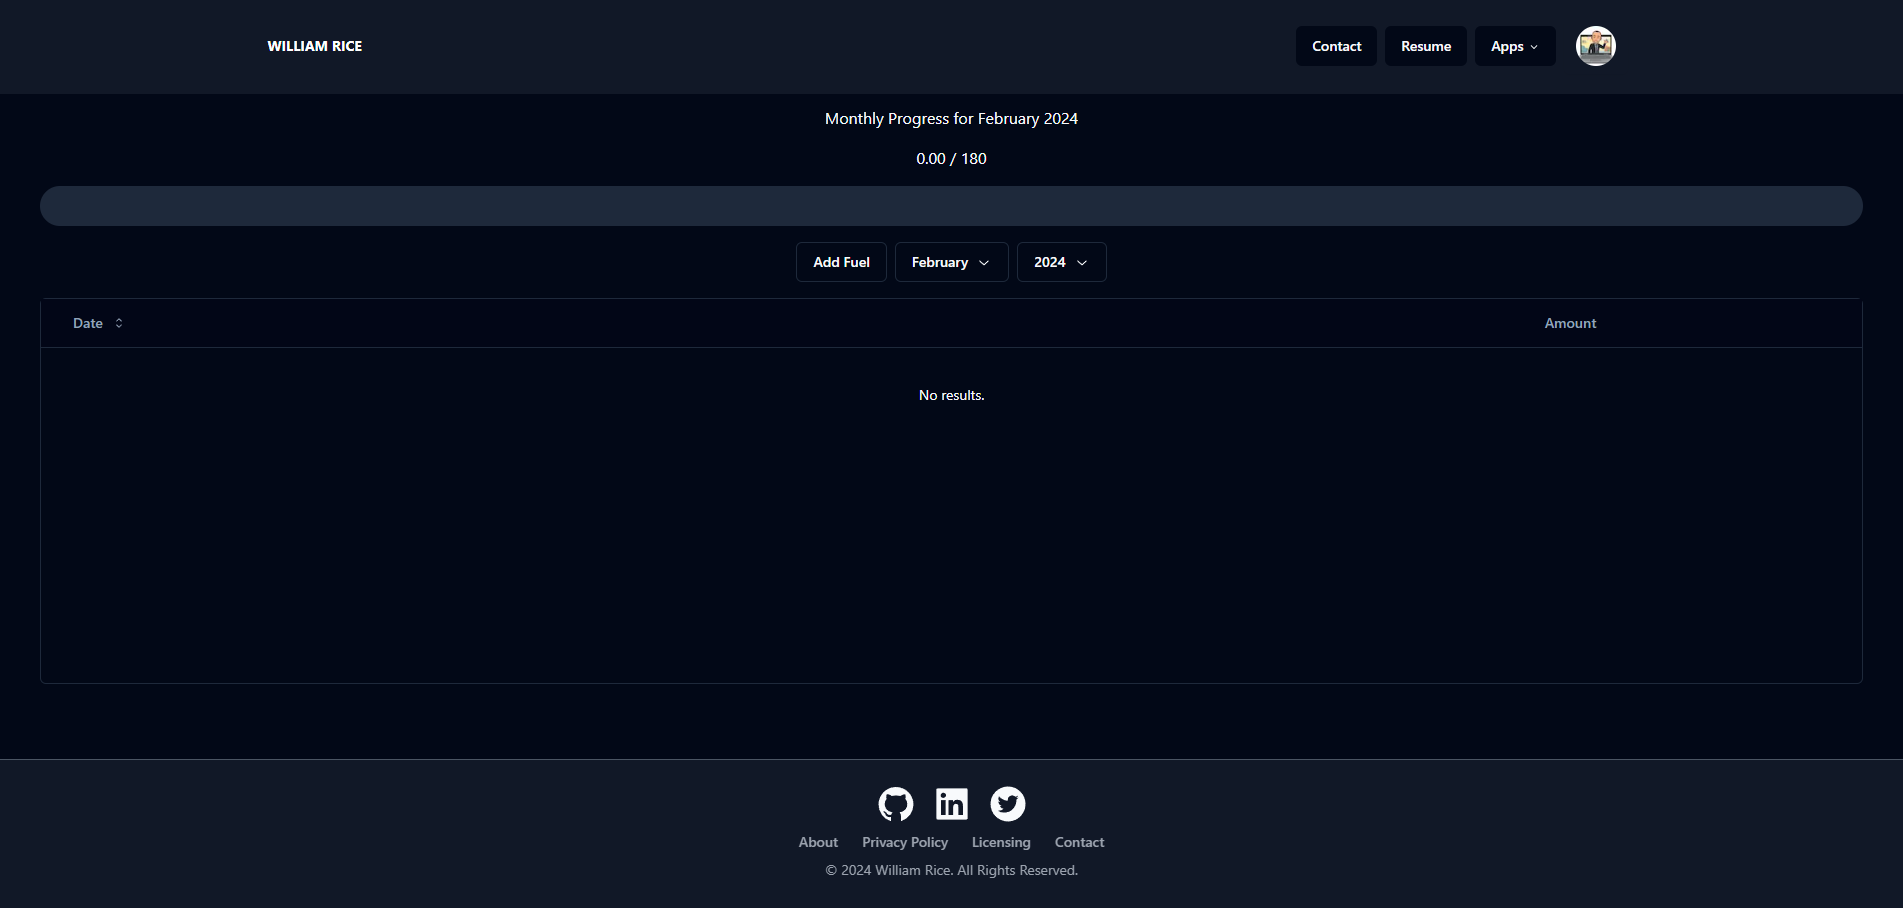 WILLIAM RICE
Contact Resume Apps
Monthly Progress for February 2024
0.00 / 180
Add Fuel February 2024
Date Amount
No results.
in
About Privacy Policy Licensing Contact
© 2024 William Rice. All Rights Reserved.